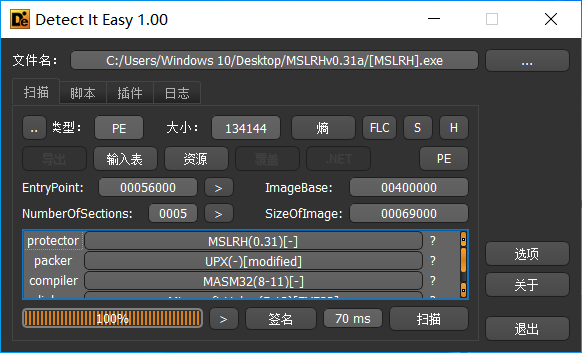 Detect It Easy 1.00
文件名: C:/Users/Windows 10/Desktop/MSLRHv0.31a/[MSLRH].exe ...
扫描 脚本 插件 日志
.. 类型: PE 大小: 134144 熵 FLC S H
导出 输入表 资源 覆盖 .NET PE
EntryPoint: 00056000 > ImageBase: 00400000
NumberOfSections: 0005 > SizeOfImage: 00069000
protector MSLRH(0.31)[-] ?
packer UPX(-)[modified] ?
compiler MASM32(8-11)[-] ?
选项
100% > 签名 70 ms 扫描
关于
退出